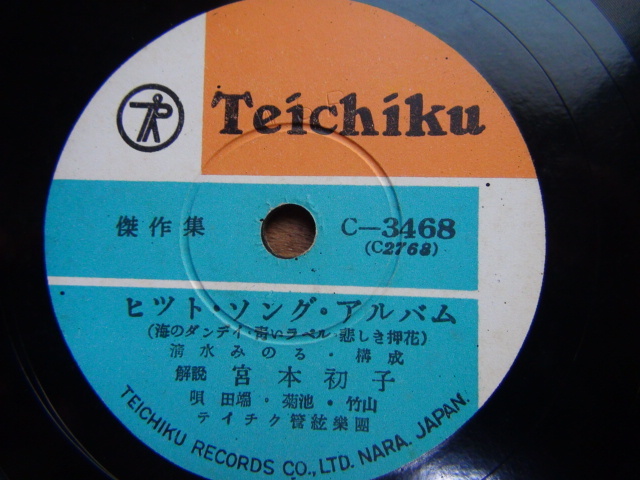 Teichiku
傑作集
C-3468
(C2768)
ヒツト・ソング・アルバム
(海のダンデイ・青いラベル・悲しき押花)
清水みのる・構成
解説 宮本初子
唄 田端・菊池・竹山
テイチク管絃樂團
TEICHIKU RECORDS CO., LTD. NARA. JAPAN.